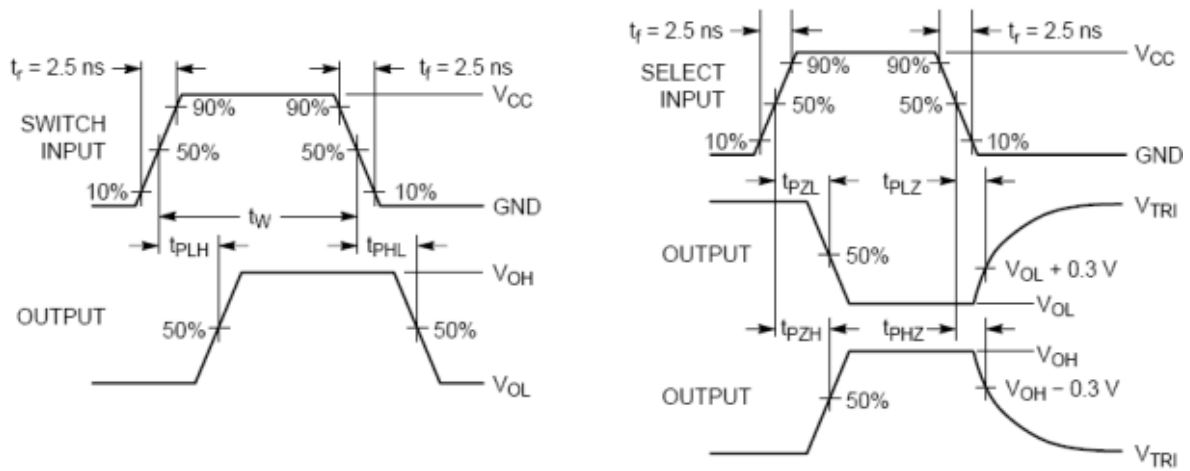 tr = 2.5 ns
tf = 2.5 ns
VCC
90%
90%
SWITCH
INPUT
50%
50%
10%
10%
GND
tW
tPLH
tPHL
VOH
OUTPUT
50%
50%
VOL
tf = 2.5 ns
tr = 2.5 ns
VCC
90%
90%
SELECT
INPUT
50%
50%
10%
10%
GND
tPZL
tPLZ
VTRI
OUTPUT
50%
VOL + 0.3 V
VOL
tPZH
tPHZ
VOH
OUTPUT
50%
VOH – 0.3 V
VTRI